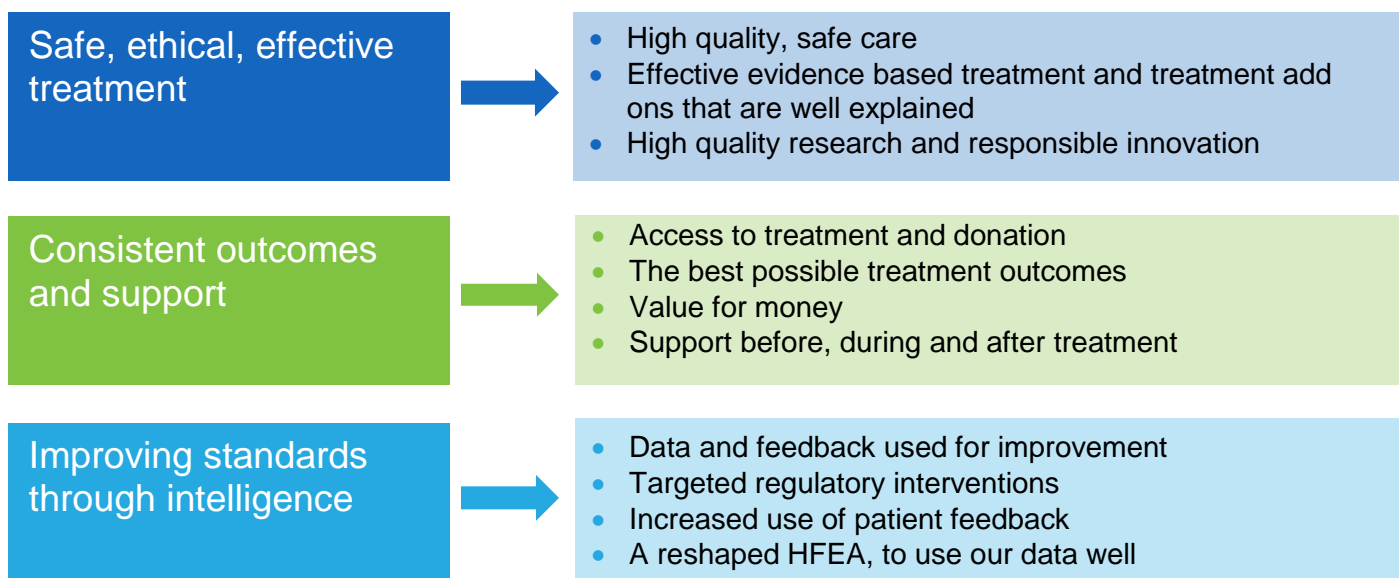 Safe, ethical, effective
treatment
• High quality, safe care
• Effective evidence based treatment and treatment add
ons that are well explained
• High quality research and responsible innovation
Consistent outcomes
and support
• Access to treatment and donation
• The best possible treatment outcomes
• Value for money
• Support before, during and after treatment
Improving standards
through intelligence
• Data and feedback used for improvement
• Targeted regulatory interventions
• Increased use of patient feedback
• A reshaped HFEA, to use our data well